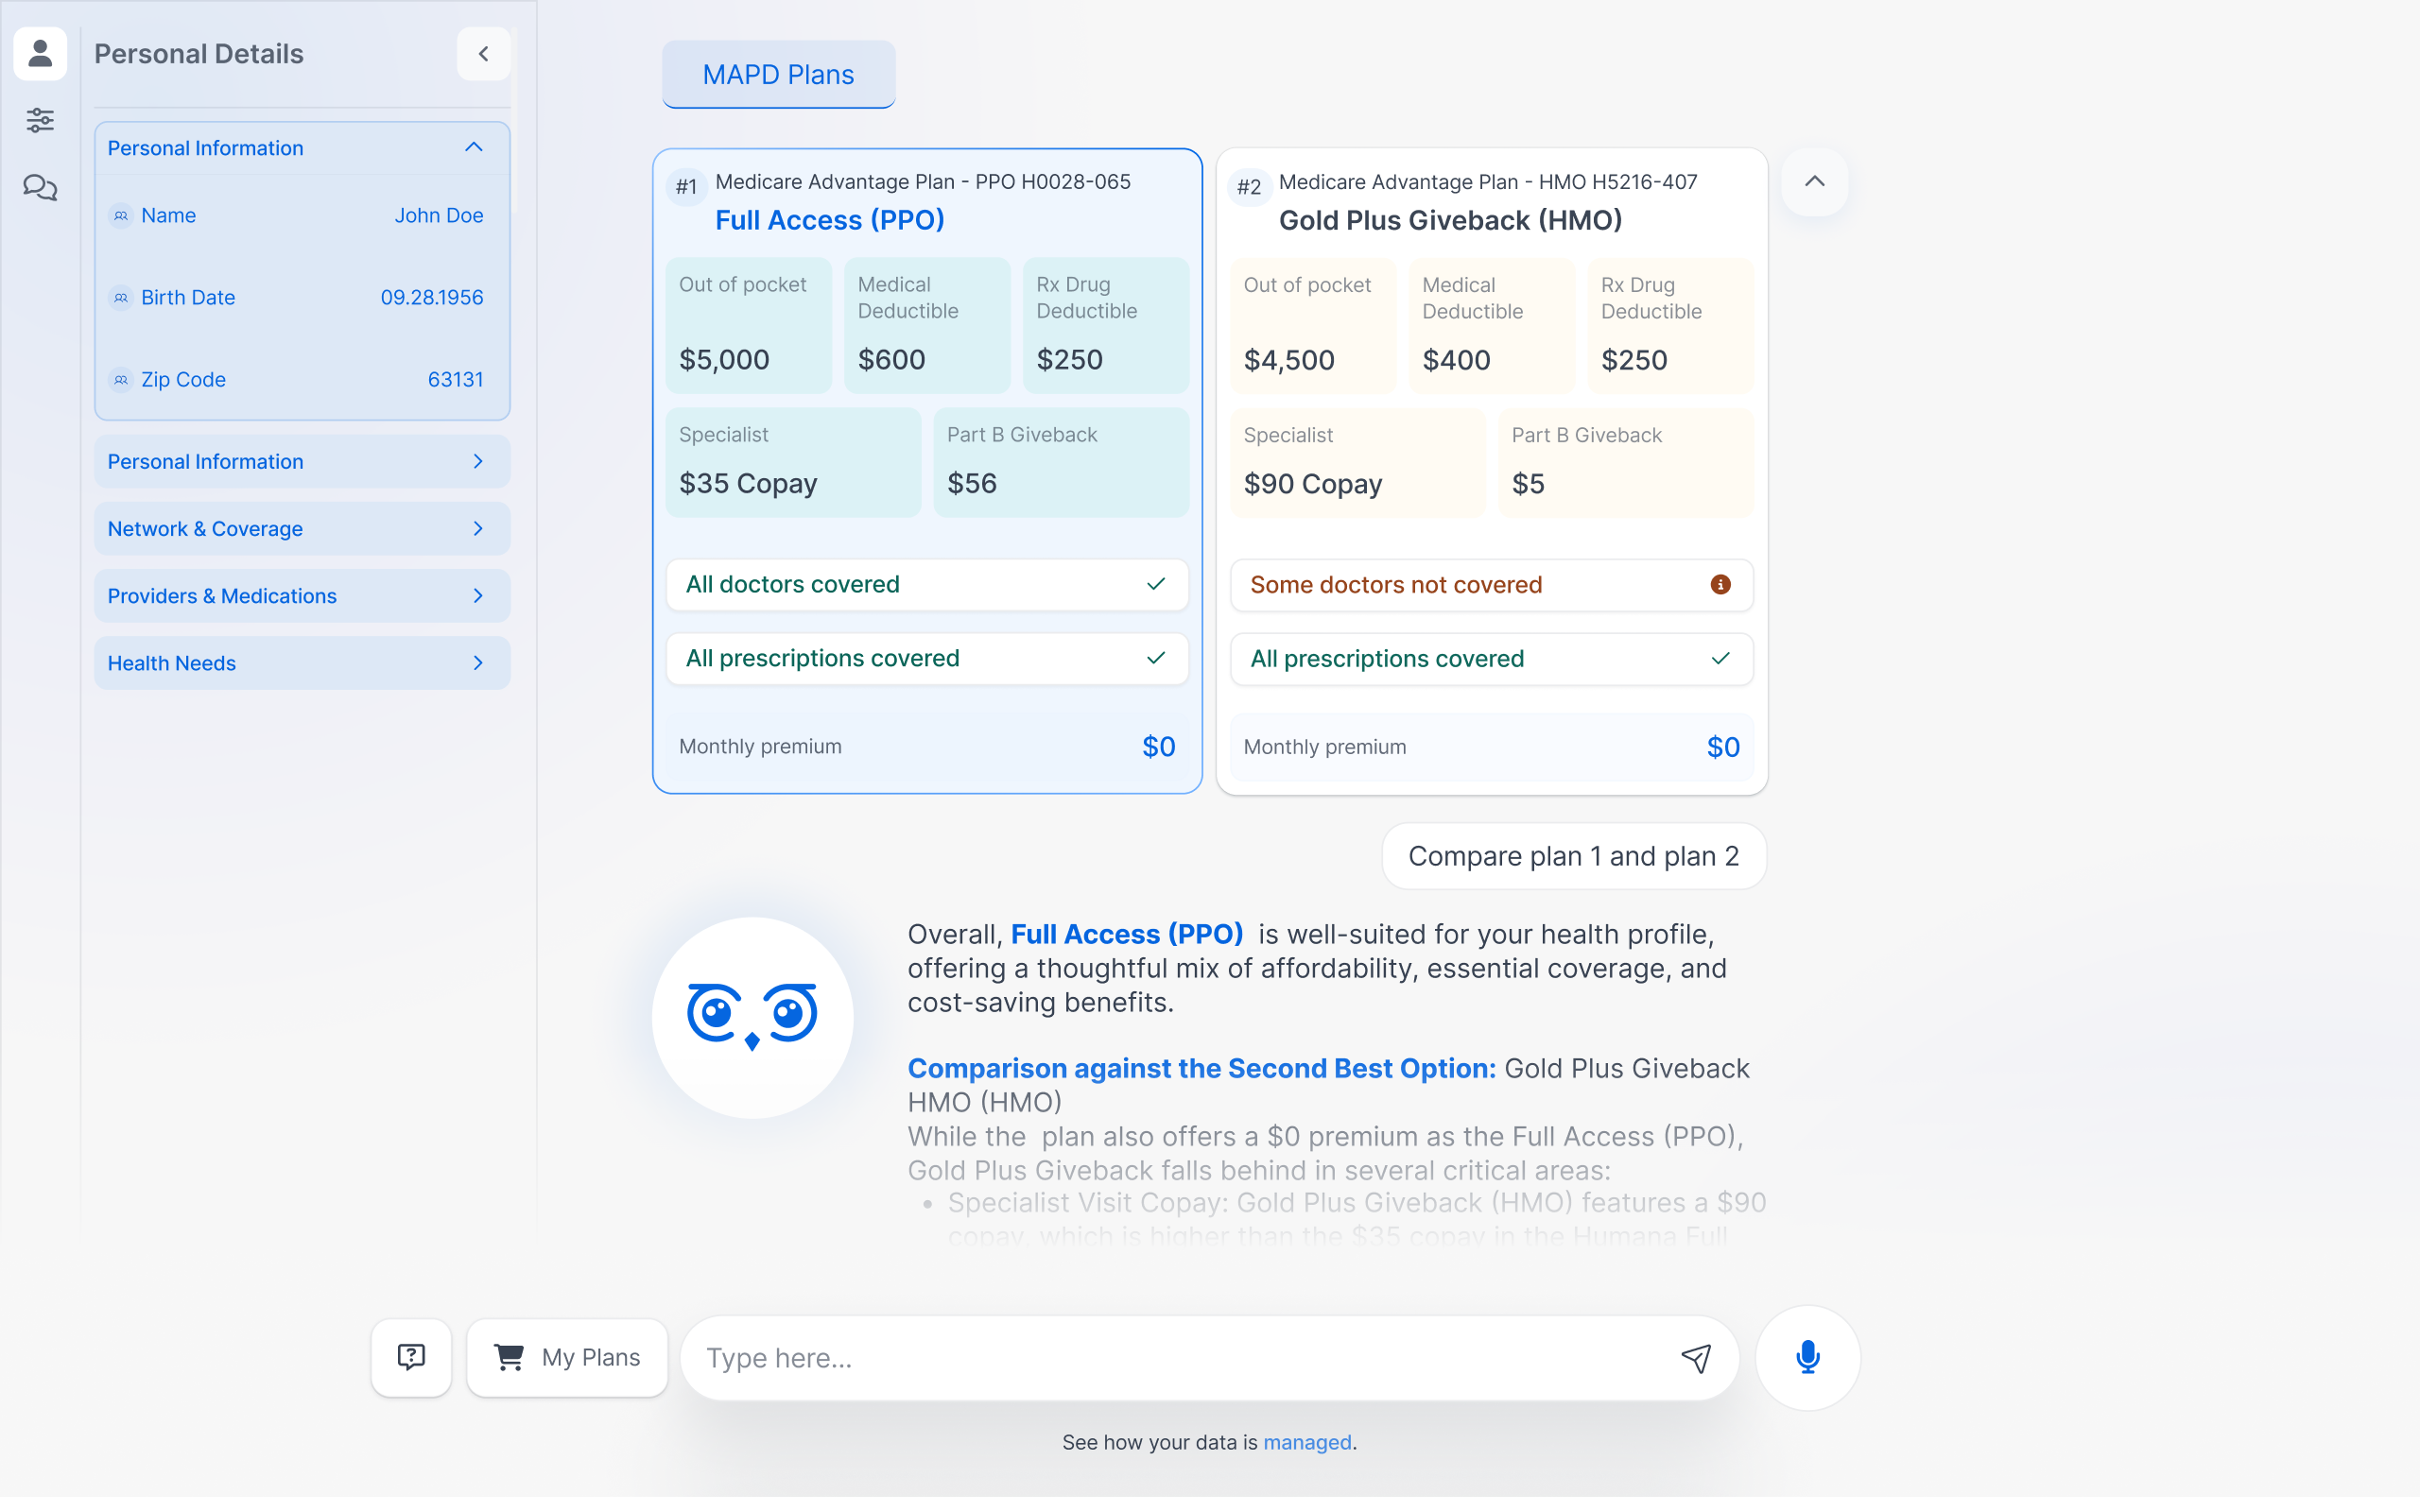 Personal Details
Personal Information
Name John Doe
Birth Date 09.28.1956
Zip Code 63131
Personal Information
Network & Coverage
Providers & Medications
Health Needs
MAPD Plans
#1 Medicare Advantage Plan - PPO H0028-065
Full Access (PPO)
Out of pocket
$5,000
Medical
Deductible
$600
Rx Drug
Deductible
$250
Specialist
$35 Copay
Part B Giveback
$56
All doctors covered
All prescriptions covered
Monthly premium $0
#2 Medicare Advantage Plan - HMO H5216-407
Gold Plus Giveback (HMO)
Out of pocket
$4,500
Medical
Deductible
$400
Rx Drug
Deductible
$250
Specialist
$90 Copay
Part B Giveback
$5
Some doctors not covered
All prescriptions covered
Monthly premium $0
Compare plan 1 and plan 2
Overall, Full Access (PPO) is well-suited for your health profile,
offering a thoughtful mix of affordability, essential coverage, and
cost-saving benefits.
Comparison against the Second Best Option: Gold Plus Giveback
HMO (HMO)
While the plan also offers a $0 premium as the Full Access (PPO),
Gold Plus Giveback falls behind in several critical areas:
• Specialist Visit Copay: Gold Plus Giveback (HMO) features a $90
copay, which is higher than the $35 copay in the Humana Full
My Plans
Type here...
See how your data is managed.